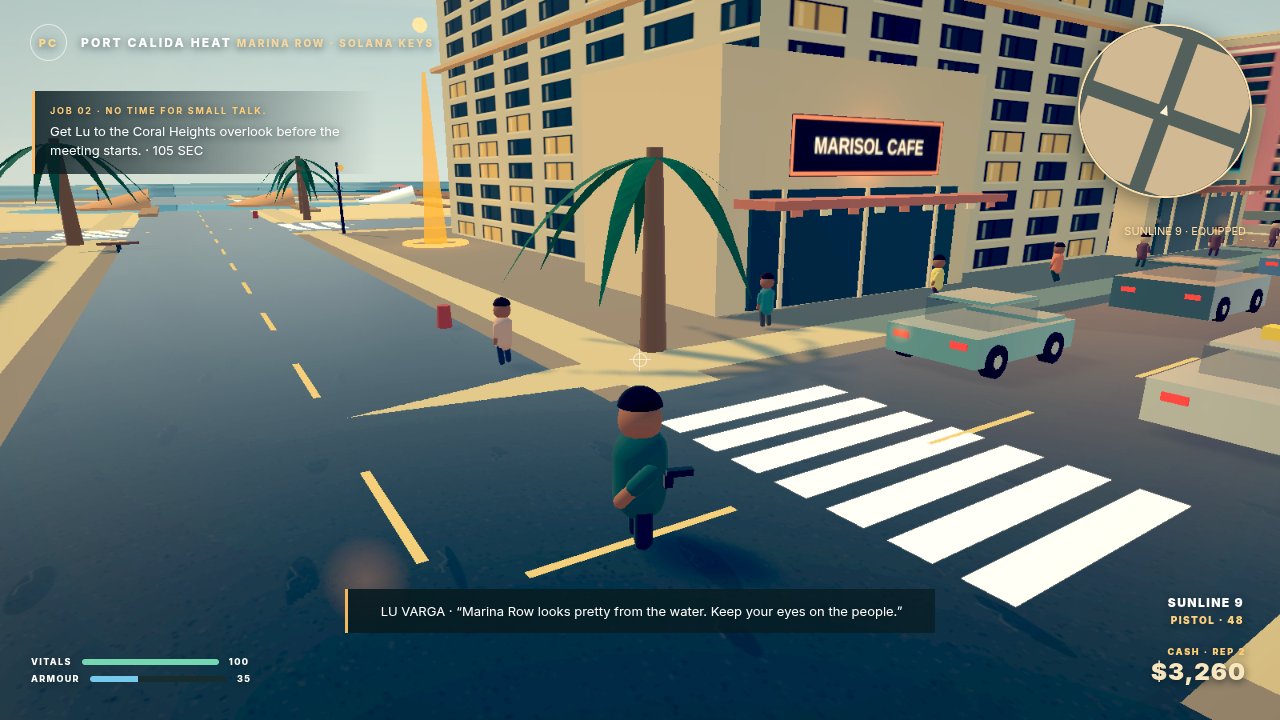 PC PORT CALIDA HEAT MARINA ROW · SOLANA KEYS
JOB 02 · NO TIME FOR SMALL TALK.
Get Lu to the Coral Heights overlook before the
meeting starts. · 105 SEC
MARISOL CAFE
SUNLINE 9 · EQUIPPED
LU VARGA · “Marina Row looks pretty from the water. Keep your eyes on the people.”
SUNLINE 9
PISTOL · 48
CASH · REP 2
$3,260
VITALS 100
ARMOUR 35